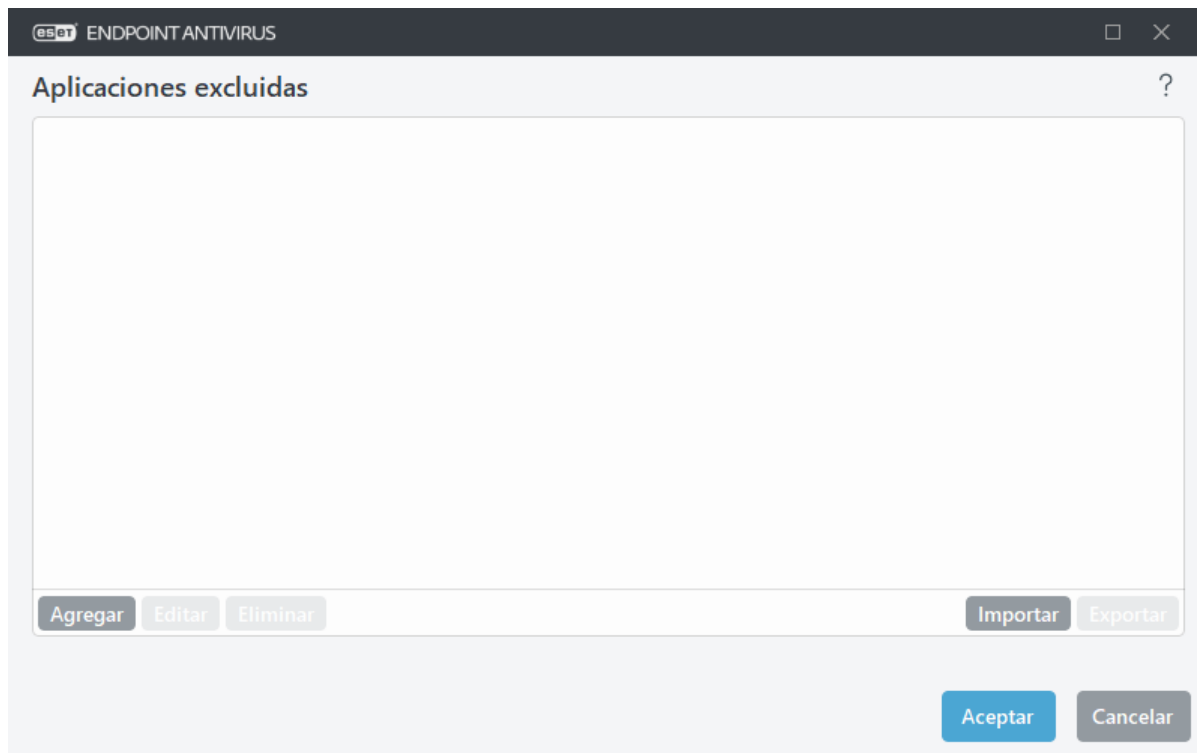 eset ENDPOINT ANTIVIRUS
Aplicaciones excluidas
?
Agregar Editar Eliminar Importar Exportar
Aceptar Cancelar